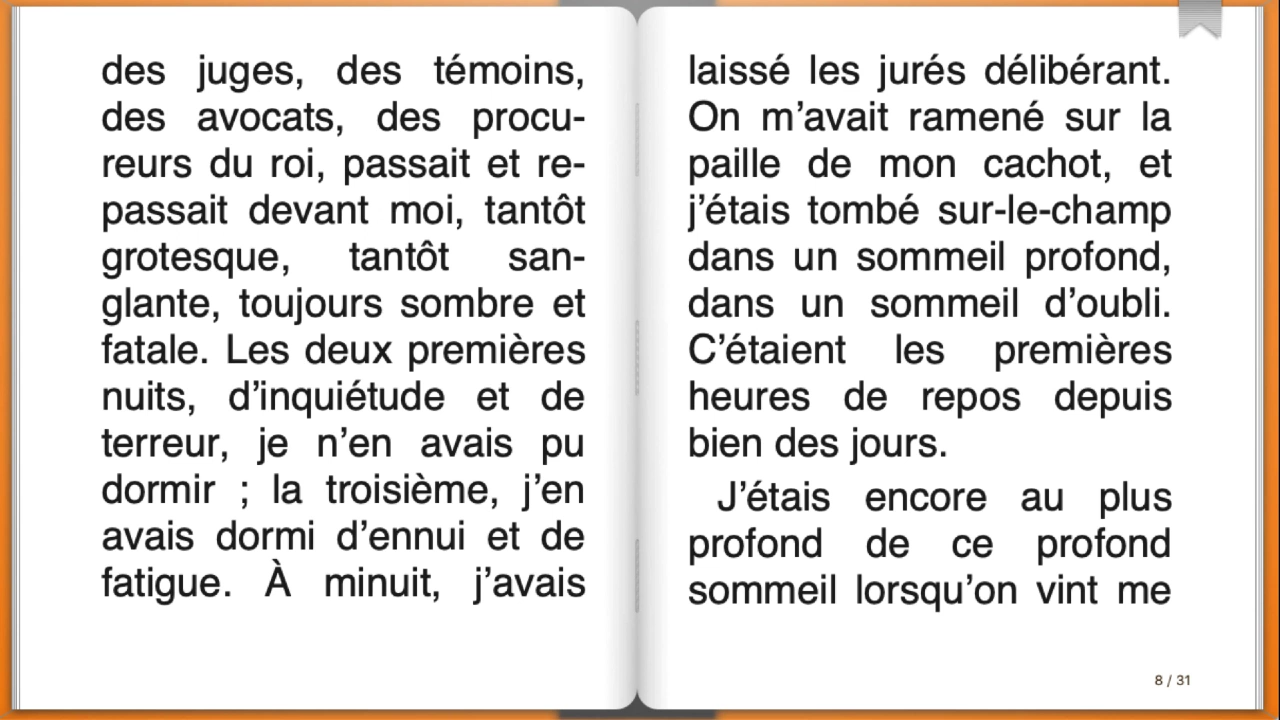 des juges, des témoins,
des avocats, des procu-
reurs du roi, passait et re-
passait devant moi, tantôt
grotesque, tantôt san-
glante, toujours sombre et
fatale. Les deux premières
nuits, d’inquiétude et de
terreur, je n’en avais pu
dormir ; la troisième, j’en
avais dormi d’ennui et de
fatigue. À minuit, j’avais
laissé les jurés délibérant.
On m’avait ramené sur la
paille de mon cachot, et
j’étais tombé sur-le-champ
dans un sommeil profond,
dans un sommeil d’oubli.
C’étaient les premières
heures de repos depuis
bien des jours.
J’étais encore au plus
profond de ce profond
sommeil lorsqu’on vint me
8 / 31